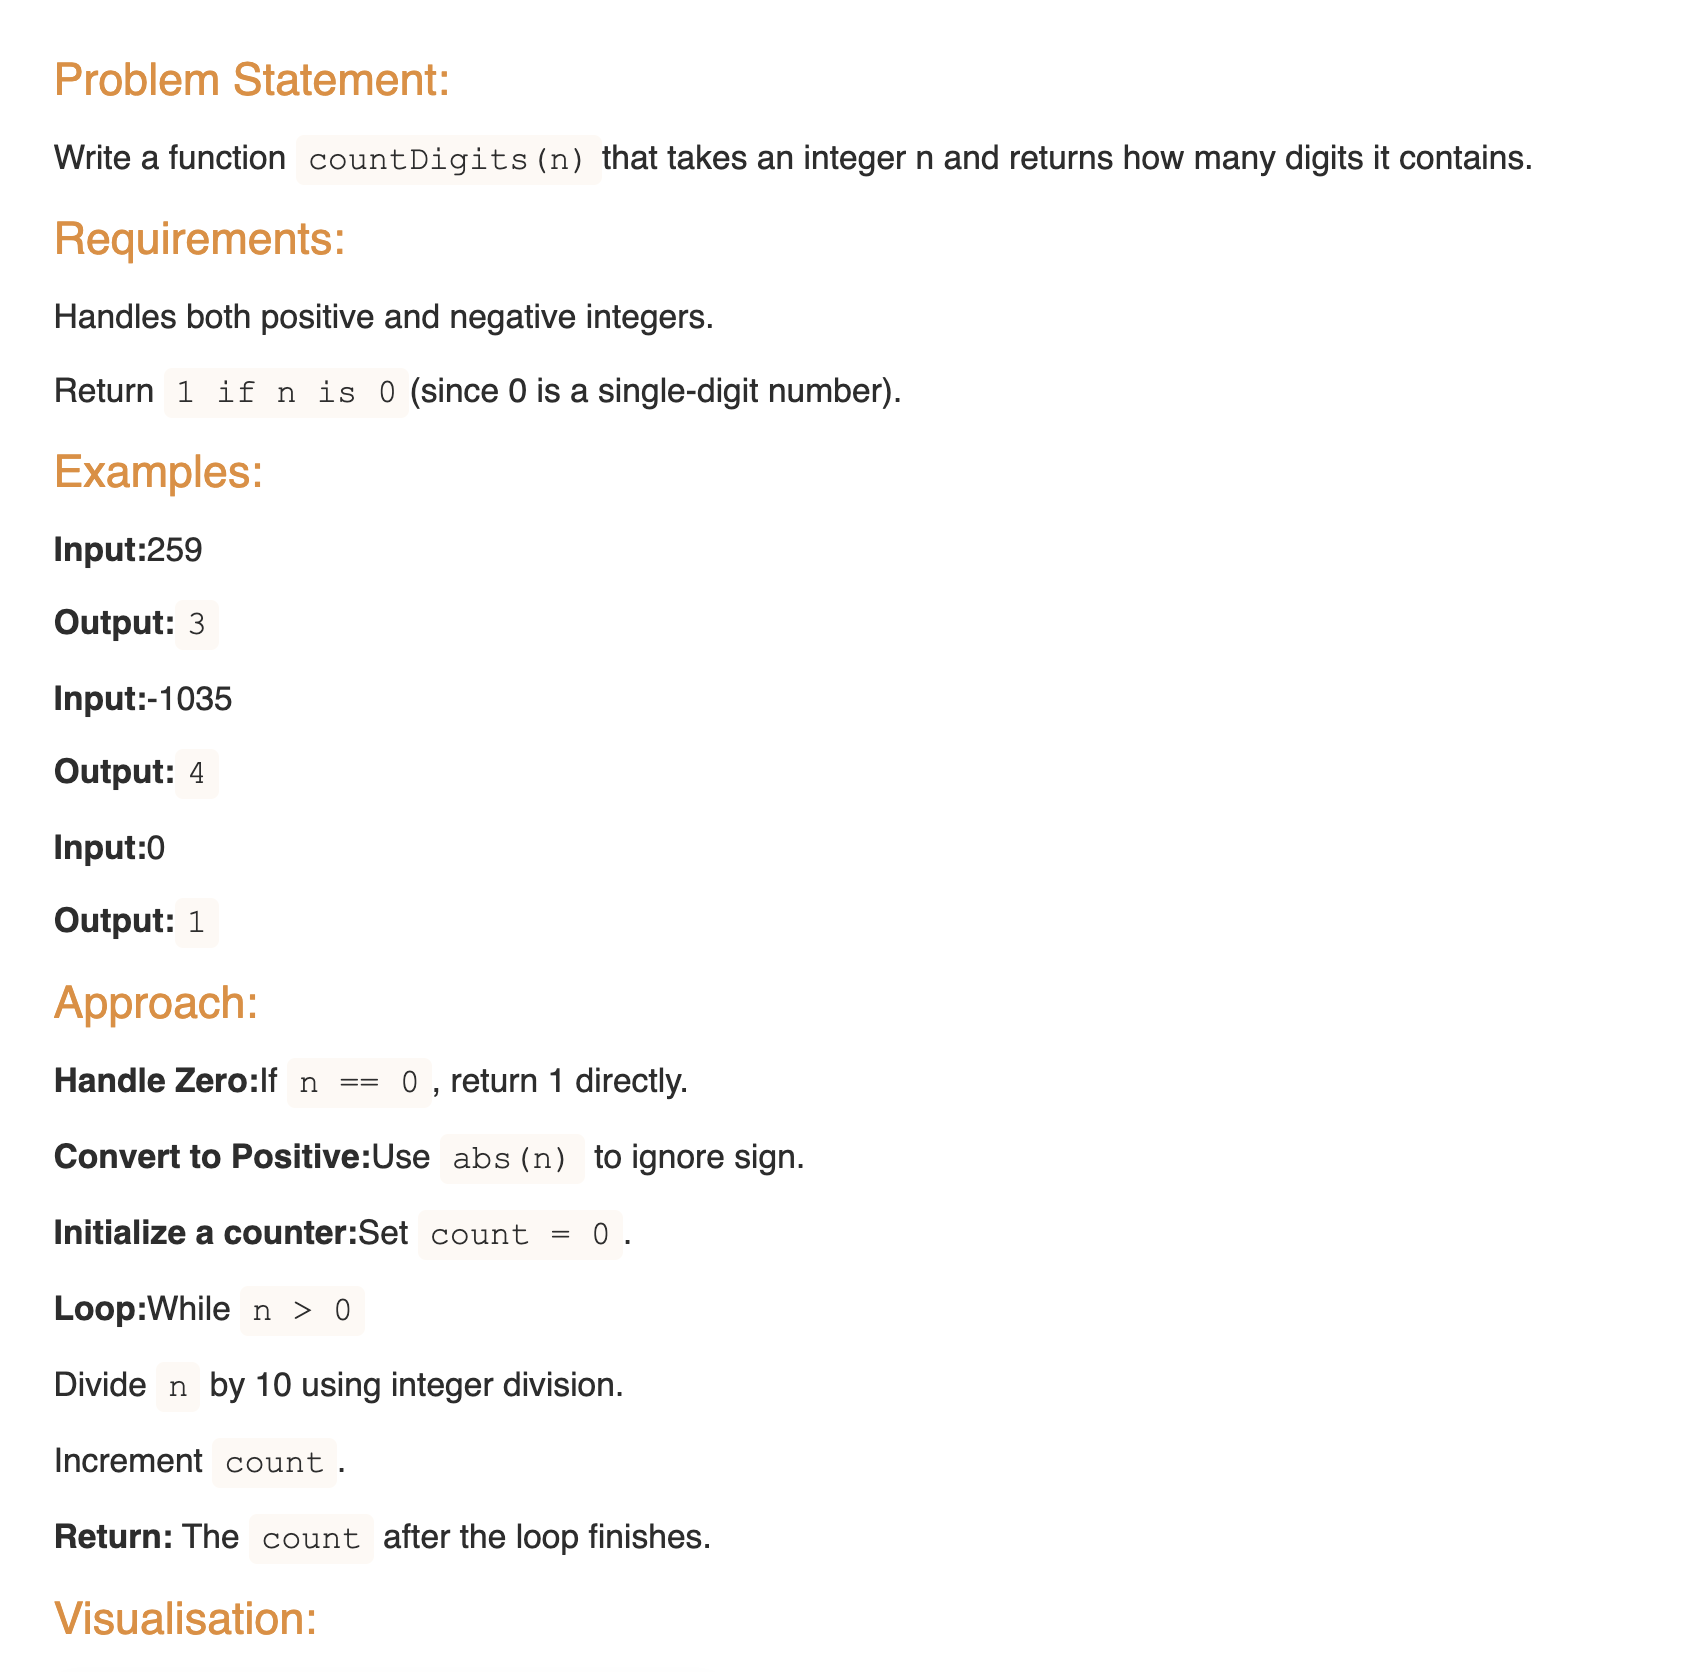 Problem Statement:
Write a function countDigits(n) that takes an integer n and returns how many digits it contains.
Requirements:
Handles both positive and negative integers.
Return 1 if n is 0 (since 0 is a single-digit number).
Examples:
Input:259
Output: 3
Input:-1035
Output: 4
Input:0
Output: 1
Approach:
Handle Zero:If n == 0 , return 1 directly.
Convert to Positive:Use abs(n) to ignore sign.
Initialize a counter:Set count = 0 .
Loop:While n > 0
Divide n by 10 using integer division.
Increment count .
Return: The count after the loop finishes.
Visualisation: